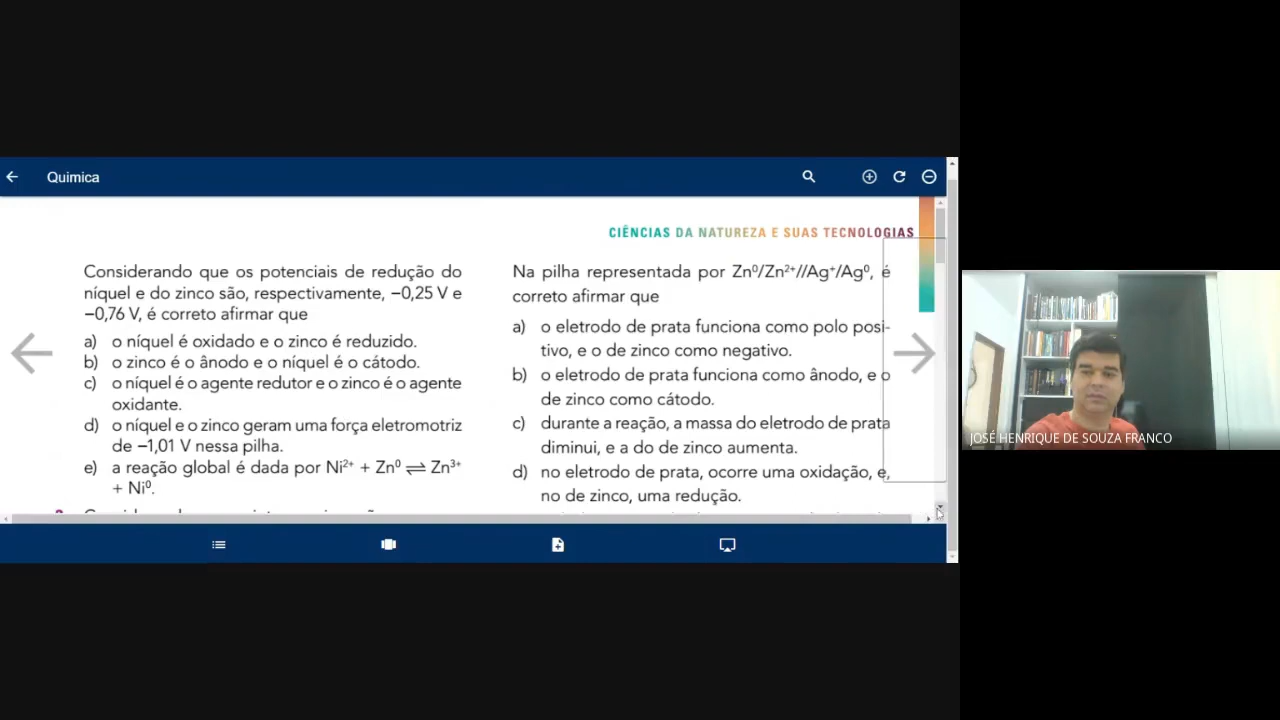 Quimica
CIÊNCIAS DA NATUREZA E SUAS TECNOLOGIAS
Considerando que os potenciais de redução do
níquel e do zinco são, respectivamente, −0,25 V e
−0,76 V, é correto afirmar que
a) o níquel é oxidado e o zinco é reduzido.
b) o zinco é o ânodo e o níquel é o cátodo.
c) o níquel é o agente redutor e o zinco é o agente
oxidante.
d) o níquel e o zinco geram uma força eletromotriz
de −1,01 V nessa pilha.
e) a reação global é dada por Ni²⁺ + Zn⁰ ⇌ Zn³⁺
+ Ni⁰.
Na pilha representada por Zn⁰/Zn²⁺//Ag⁺/Ag⁰, é
correto afirmar que
a) o eletrodo de prata funciona como polo posi-
tivo, e o de zinco como negativo.
b) o eletrodo de prata funciona como ânodo, e o
de zinco como cátodo.
c) durante a reação, a massa do eletrodo de prata
diminui, e a do de zinco aumenta.
d) no eletrodo de prata, ocorre uma oxidação, e,
no de zinco, uma redução.
JOSÉ HENRIQUE DE SOUZA FRANCO